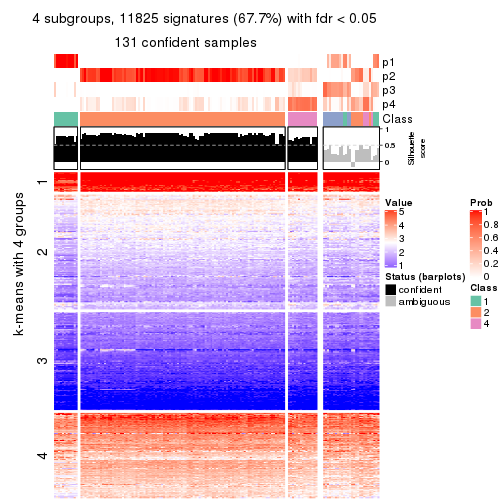 4 subgroups, 11825 signatures (67.7%) with fdr < 0.05
131 confident samples
p1
p2
p3
p4
Class
1
0.5
0
Silhouette
score
k-means with 4 groups
1
2
3
4
Value
5
4
3
2
1
Status (barplots)
confident
ambiguous
Prob
1
0.8
0.6
0.4
0.2
0
Class
1
2
4